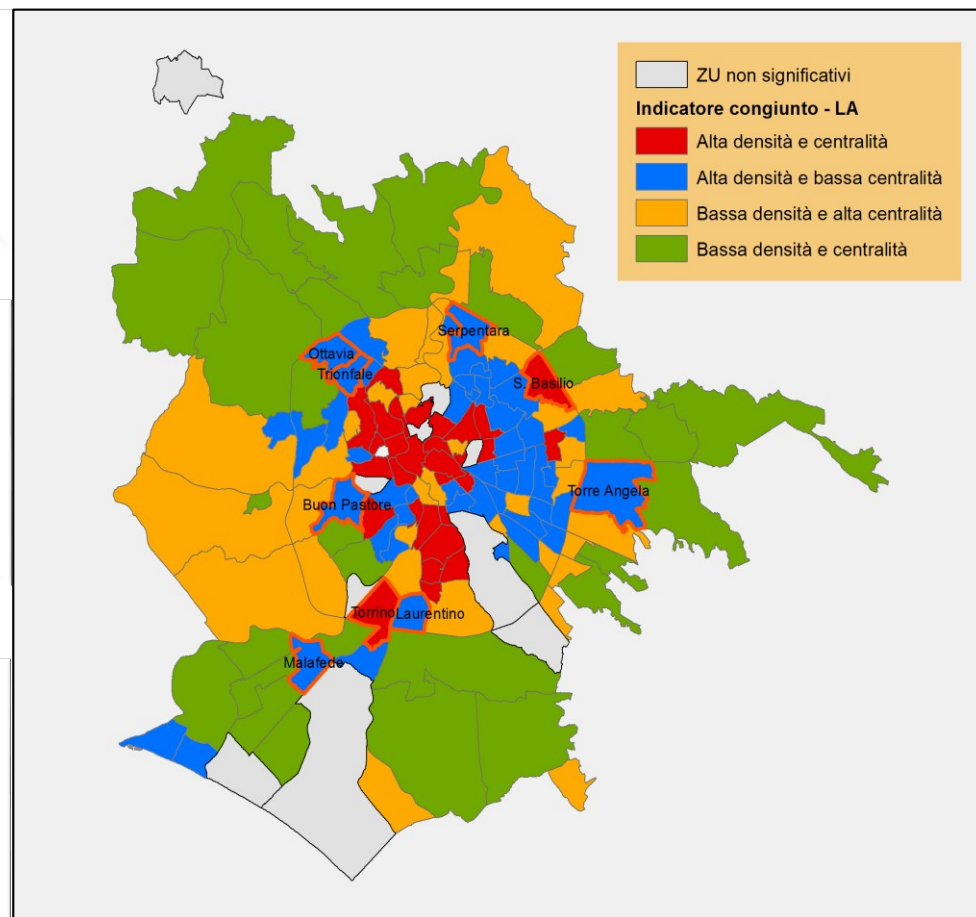 ZU non significativi
Indicatore congiunto - LA
Alta densità e centralità
Alta densità e bassa centralità
Bassa densità e alta centralità
Bassa densità e centralità
Serpentara
Ottavia
Trionfale
S. Basilio
Torre Angela
Buon Pastore
Torrino
Laurentino
Malafede